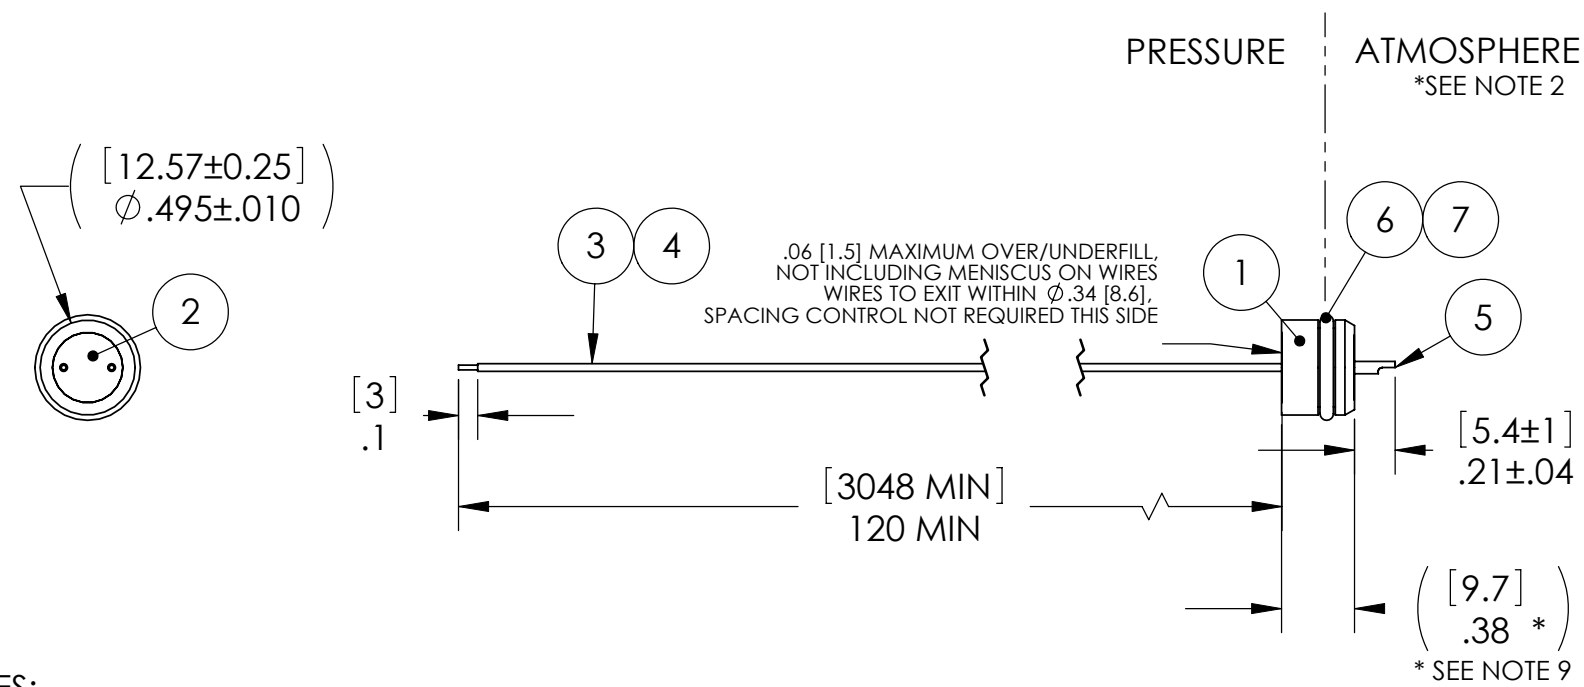 PRESSURE
ATMOSPHERE
*SEE NOTE 2
[12.57±0.25]
Ø.495±.010
2
3
4
.06 [1.5] MAXIMUM OVER/UNDERFILL,
NOT INCLUDING MENISCUS ON WIRES
WIRES TO EXIT WITHIN Ø.34 [8.6],
SPACING CONTROL NOT REQUIRED THIS SIDE
1
6
7
5
[3]
.1
[3048 MIN]
120 MIN
[5.4±1]
.21±.04
([9.7]
.38 *)
* SEE NOTE 9